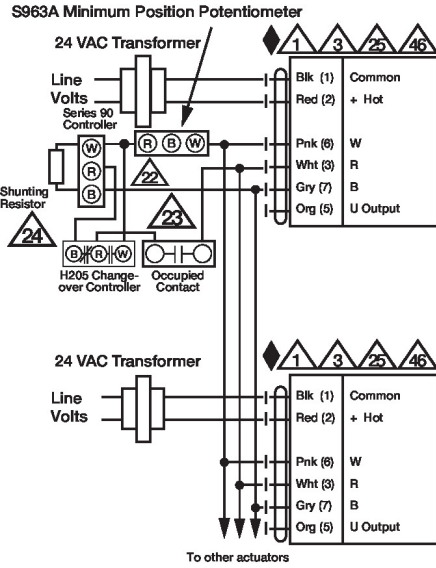 S963A Minimum Position Potentiometer
24 VAC Transformer
1 3 25 46
Line
Volts
Blk (1) Common
Red (2) + Hot
Series 90
Controller
W
R
B
R B W
Pnk (6) W
Wht (3) R
Gry (7) B
Org (5) U Output
22
23
Shunting
Resistor
24
B R W
H205 Change-
over Controller
Occupied
Contact
24 VAC Transformer
1 3 25 46
Line
Volts
Blk (1) Common
Red (2) + Hot
Pnk (6) W
Wht (3) R
Gry (7) B
Org (5) U Output
To other actuators